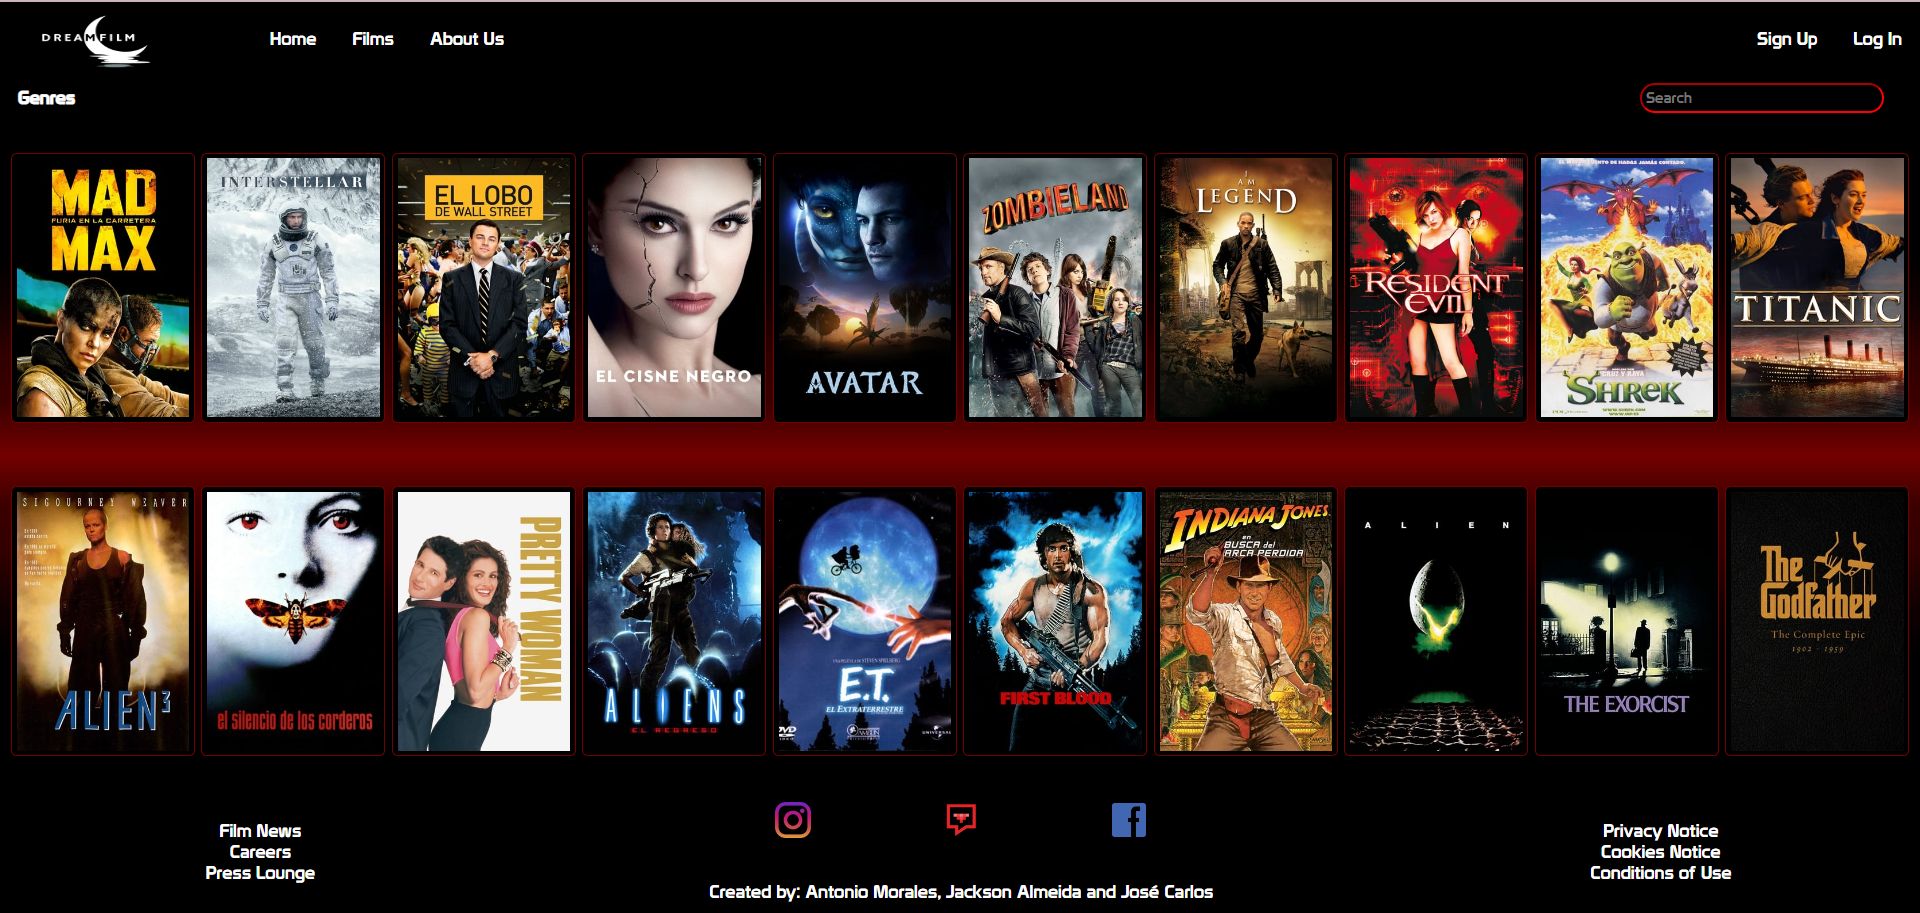 DREAMFILM
Home
Films
About Us
Sign Up
Log In
Genres
Search
MAD
FURIA EN LA CARRETERA
MAX
INTERSTELLAR
EL LOBO
DE WALL STREET
EL CISNE NEGRO
AVATAR
ZOMBIELAND
I AM
LEGEND
RESIDENT
EVIL
SHREK
TITANIC
SIGOURNEY WEAVER
ALIEN³
el silencio de los corderos
PRETTY WOMAN
ALIENS
EL REGRESO
E.T.
EL EXTRATERRESTRE
DVD
FIRST BLOOD
INDIANA JONES
en
BUSCA del
ARCA PERDIDA
ALIEN
THE EXORCIST
The
Godfather
The Complete Epic
1902 - 1959
Film News
Careers
Press Lounge
Privacy Notice
Cookies Notice
Conditions of Use
Created by: Antonio Morales, Jackson Almeida and José Carlos